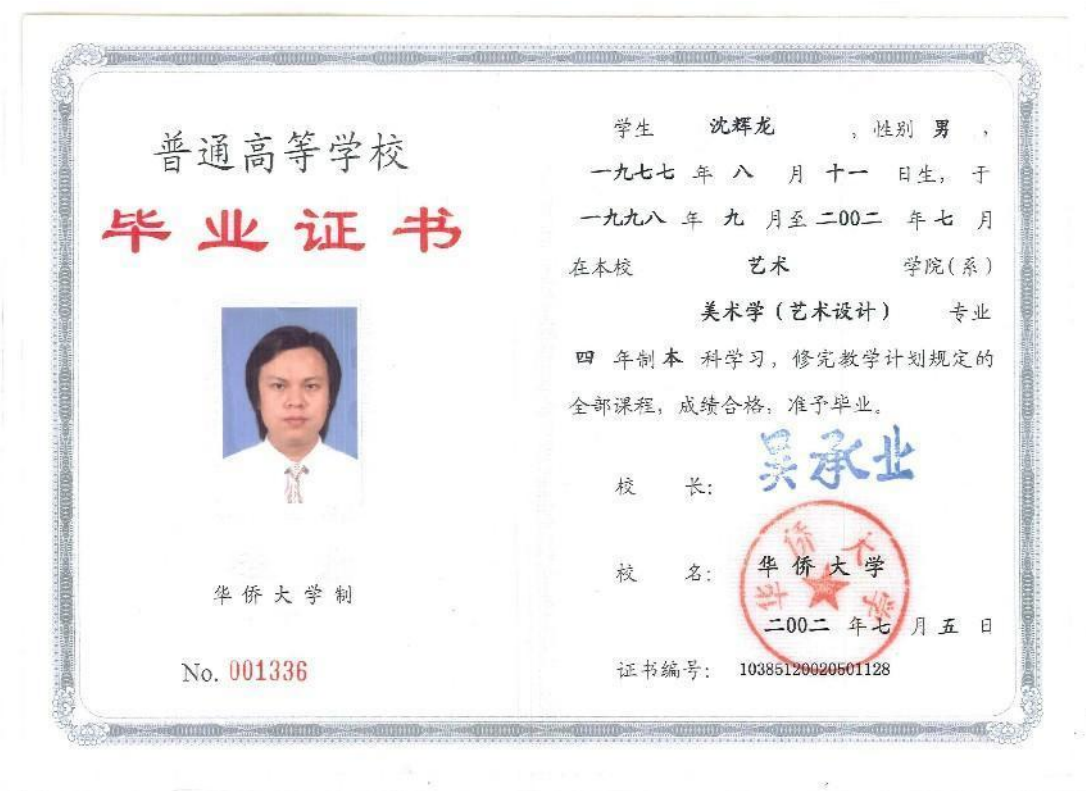 普通高等学校
毕业证书
华侨大学制
No. 001336
学生 沈辉龙 , 性别 男 ,
一九七七 年 八 月 十一 日生, 于
一九九八 年 九 月至 二00二 年 七 月
在本校 艺术 学院(系)
美术学(艺术设计) 专业
四 年制 本 科学习, 修完教学计划规定的
全部课程, 成绩合格, 准予毕业。
校 长: 吴承业
华侨大学
校 名: 华侨大学
二00二 年 七 月 五 日
证书编号: 10385120020501128